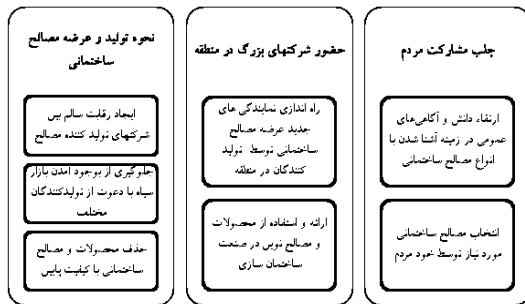 جلب مشارکت مردم
ارتقاء دانش و آگاهی‌های
عمومی در زمینه آشنا شدن با
انواع مصالح ساختمانی
انتخاب مصالح ساختمانی
مورد نیاز توسط خود مردم
حضور شرکتهای بزرگ در منطقه
راه اندازی نمایندگی های
جدید عرضه مصالح
ساختمانی توسط تولید
کنندگان در منطقه
ارائه و استفاده از محصولات
و مصالح نوین در صنعت
ساختمان سازی
نحوه تولید و عرضه مصالح
ساختمانی
ایجاد رقابت سالم بین
شرکتهای تولید کننده مصالح
جلوگیری از بوجود آمدن بازار
سیاه با دعوت از تولیدکنندگان
مختلف
حذف محصولات و مصالح
ساختمانی با کیفیت پایین